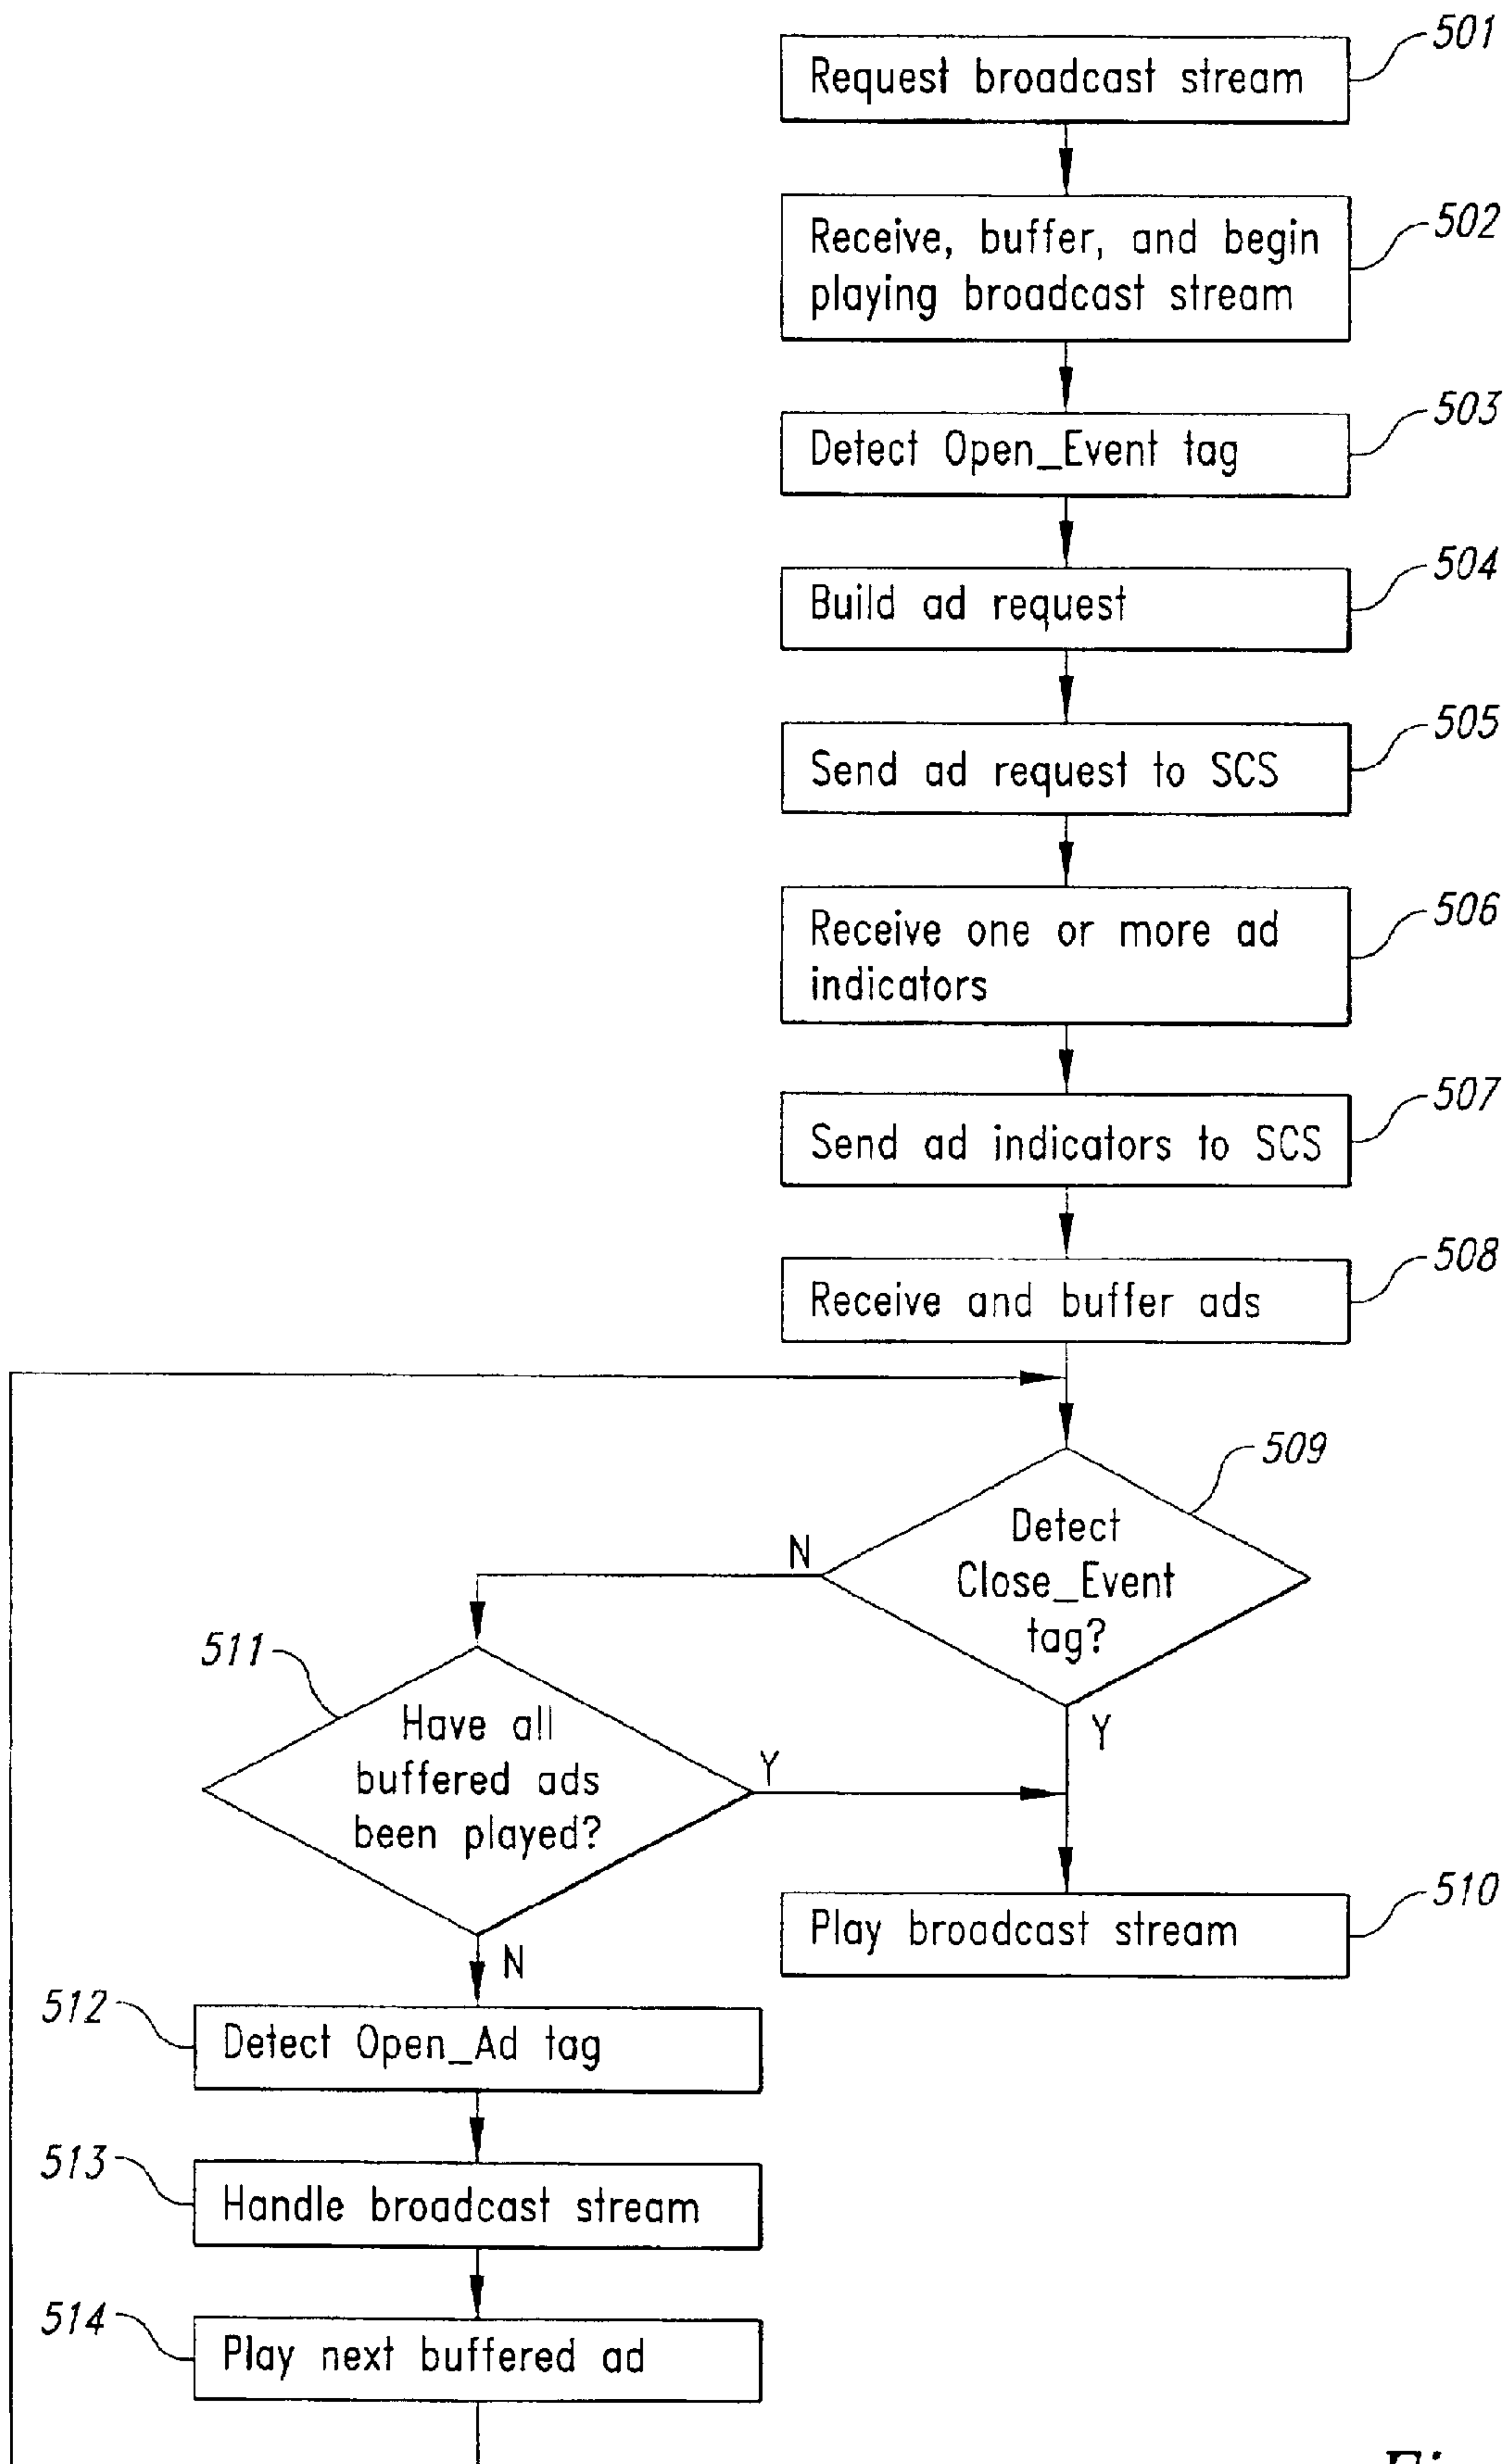 501
Request broadcast stream
502
Receive, buffer, and begin
playing broadcast stream
503
Detect Open_Event tag
504
Build ad request
505
Send ad request to SCS
506
Receive one or more ad
indicators
507
Send ad indicators to SCS
508
Receive and buffer ads
509
Detect
Close_Event
tag?
N
Y
511
Have all
buffered ads
been played?
Y
N
510
Play broadcast stream
512
Detect Open_Ad tag
513
Handle broadcast stream
514
Play next buffered ad